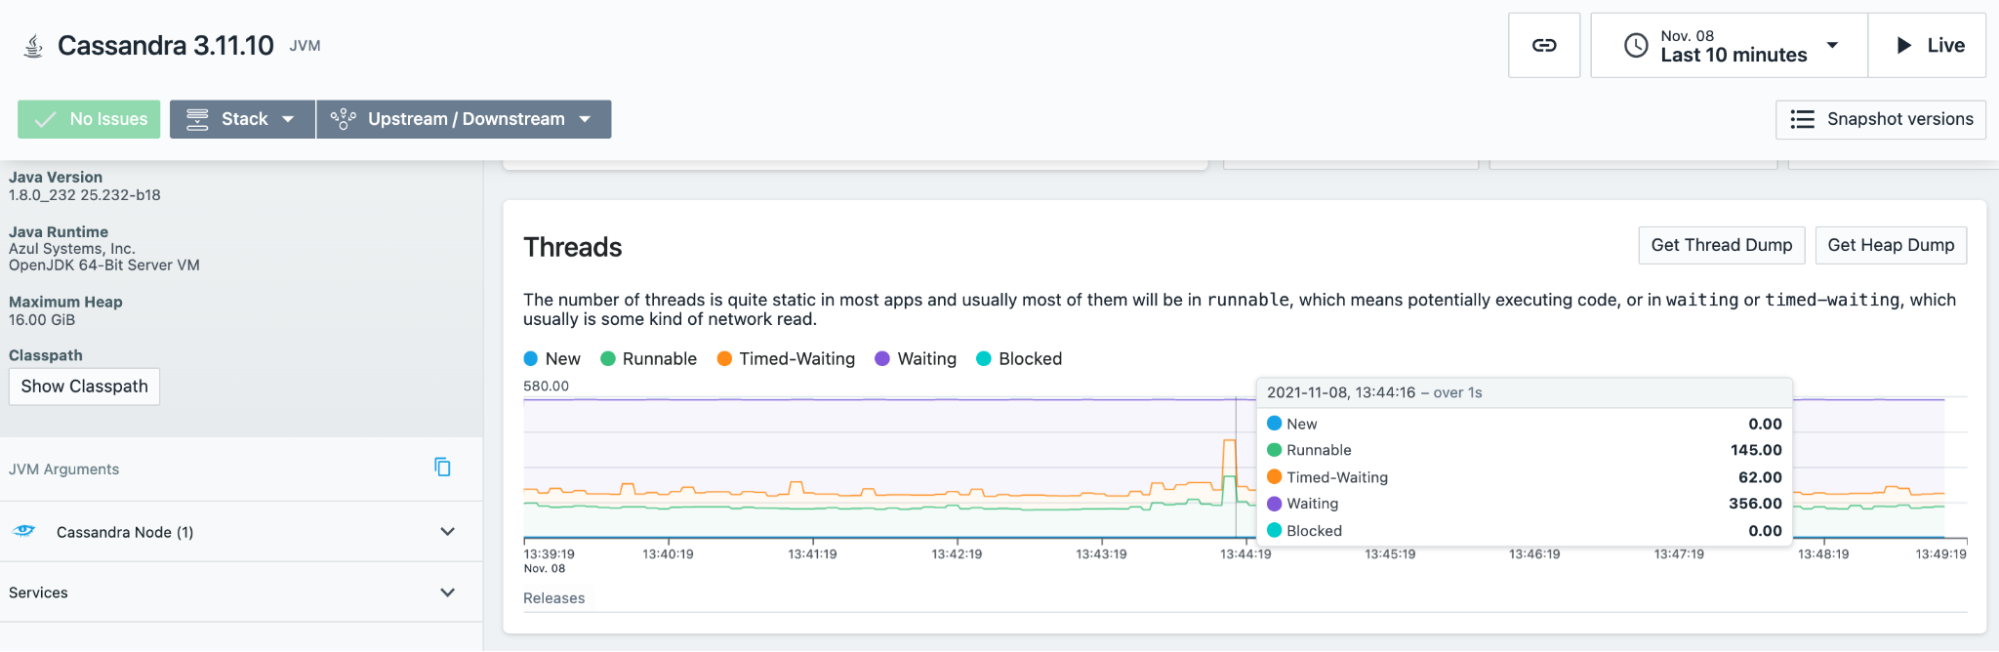 Cassandra 3.11.10 JVM
Nov. 08
Last 10 minutes
Live
No Issues
Stack
Upstream / Downstream
Snapshot versions
Java Version
1.8.0_232 25.232-b18
Java Runtime
Azul Systems, Inc.
OpenJDK 64-Bit Server VM
Maximum Heap
16.00 GiB
Classpath
Show Classpath
JVM Arguments
Cassandra Node (1)
Services
Threads
Get Thread Dump
Get Heap Dump
The number of threads is quite static in most apps and usually most of them will be in runnable, which means potentially executing code, or in waiting or timed-waiting, which
usually is some kind of network read.
New Runnable Timed-Waiting Waiting Blocked
580.00
2021-11-08, 13:44:16 – over 1s
New 0.00
Runnable 145.00
Timed-Waiting 62.00
Waiting 356.00
Blocked 0.00
13:39:19 13:40:19 13:41:19 13:42:19 13:43:19 13:44:19 13:45:19 13:46:19 13:47:19 13:48:19 13:49:19
Nov. 08
Releases